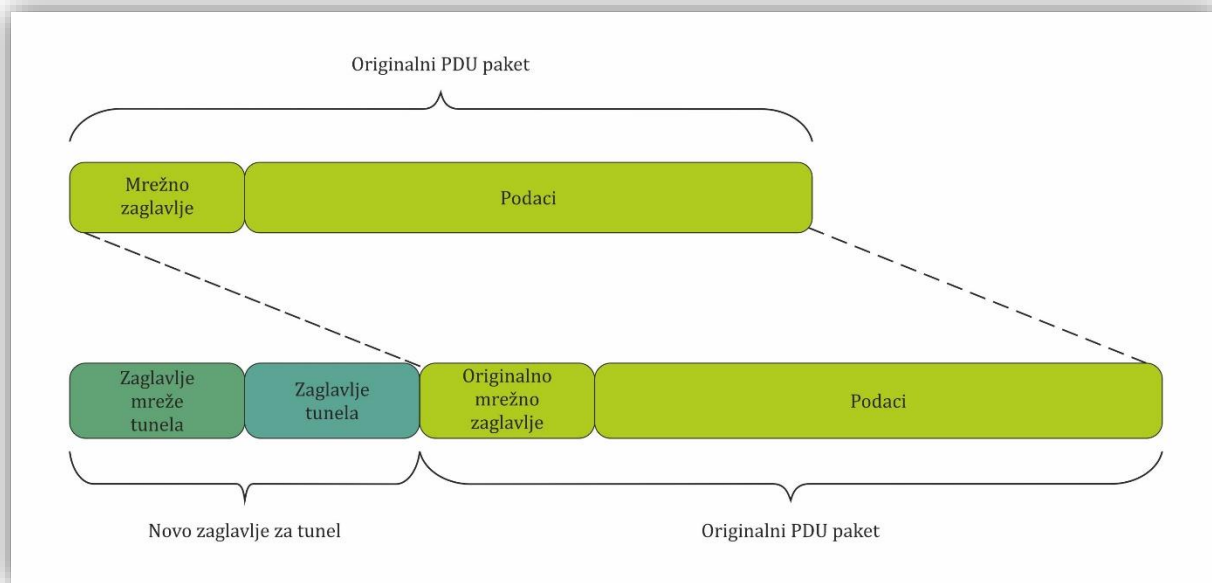 Originalni PDU paket
Mrežno
zaglavlje
Podaci
Zaglavlje
mreže
tunela
Zaglavlje
tunela
Originalno
mrežno
zaglavlje
Podaci
Novo zaglavlje za tunel
Originalni PDU paket